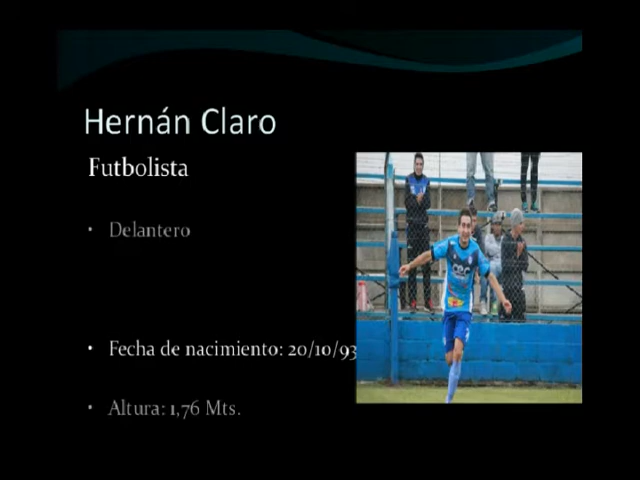 Hernán Claro
Futbolista
• Delantero
• Fecha de nacimiento: 20/10/93
• Altura: 1,76 Mts.